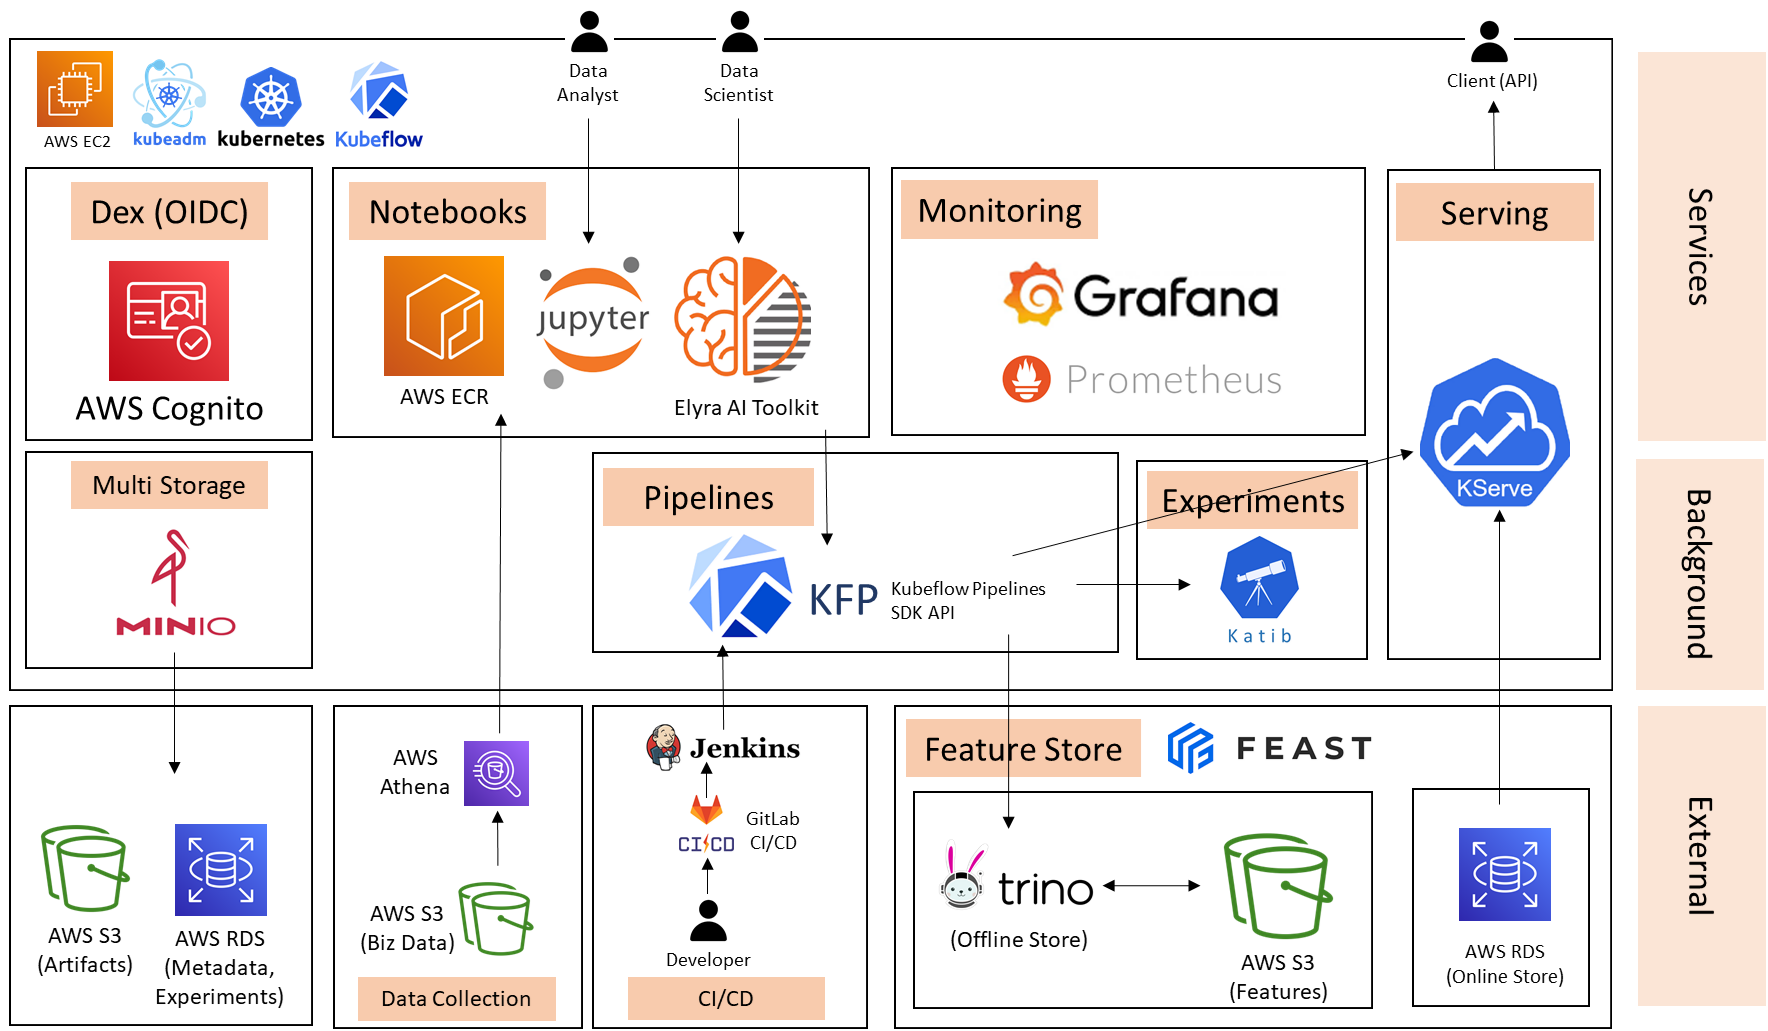 Data
Analyst
Data
Scientist
Client (API)
AWS EC2
kubeadm
kubernetes
Kubeflow
Dex (OIDC)
AWS Cognito
Notebooks
AWS ECR
jupyter
Elyra AI Toolkit
Monitoring
Grafana
Prometheus
Serving
KServe
Services
Multi Storage
MINIO
Pipelines
KFP
Kubeflow Pipelines
SDK API
Experiments
Katib
Background
AWS S3
(Artifacts)
AWS RDS
(Metadata,
Experiments)
AWS
Athena
AWS S3
(Biz Data)
Data Collection
Jenkins
CI/CD
GitLab
CI/CD
Developer
CI/CD
Feature Store
FEAST
trino
(Offline Store)
AWS S3
(Features)
AWS RDS
(Online Store)
External